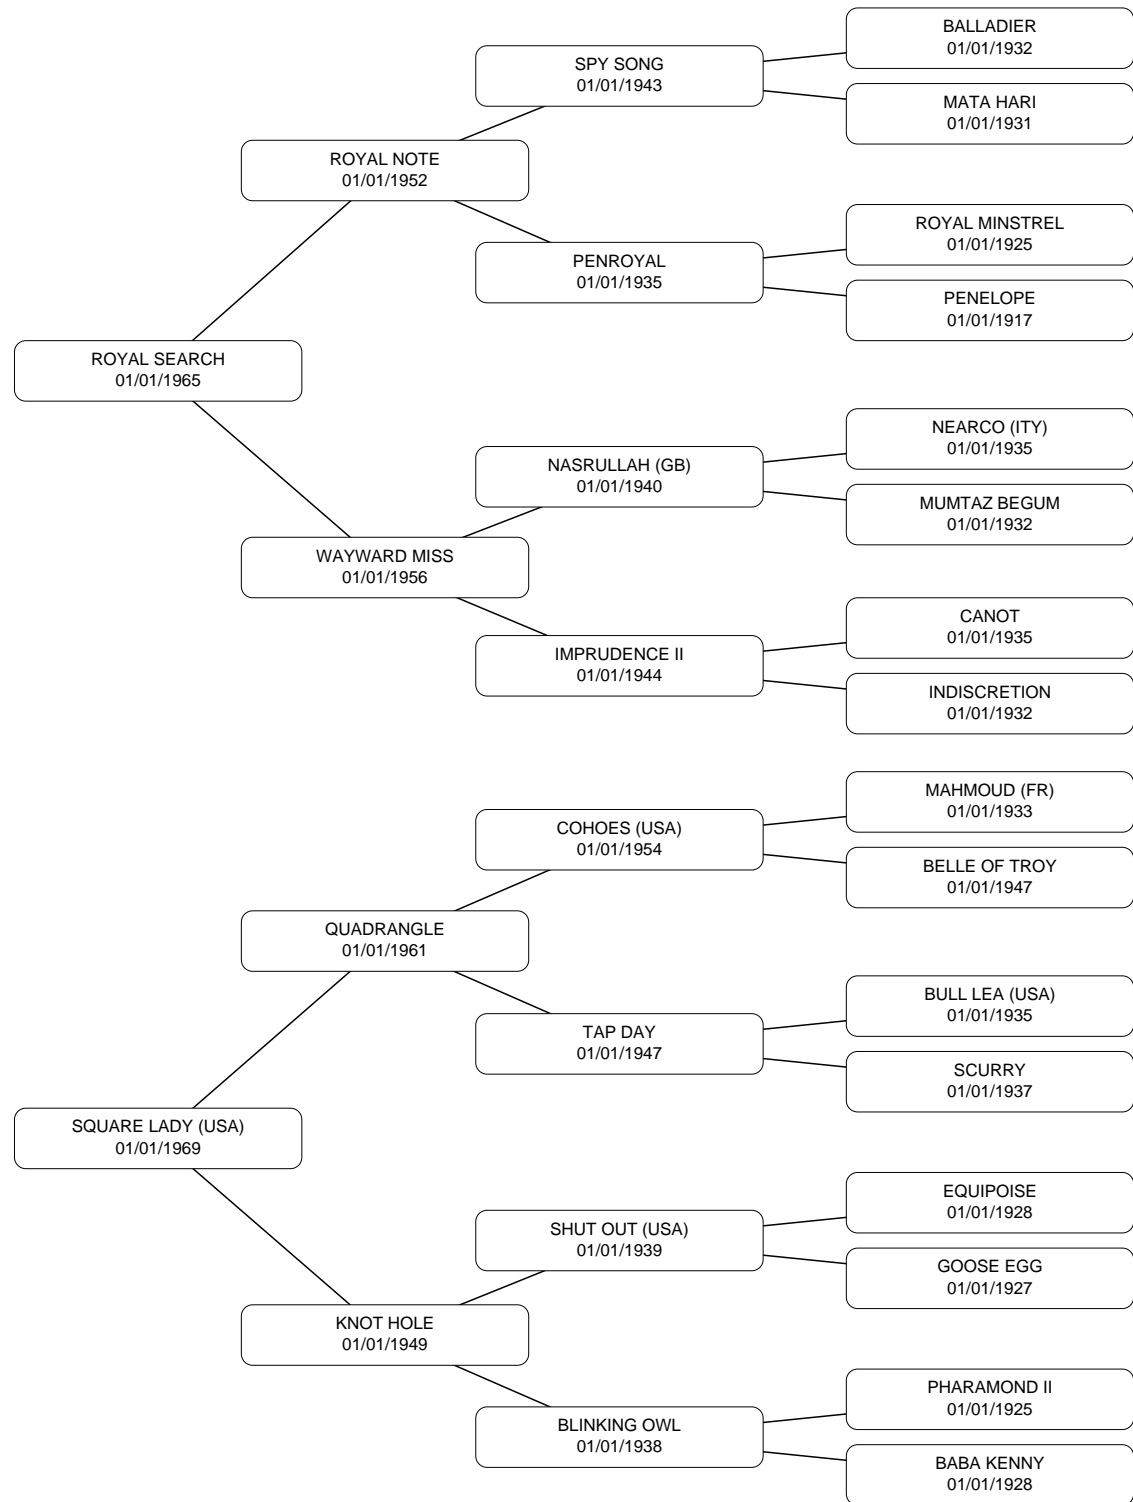 BALLADIER
01/01/1932
SPY SONG
01/01/1943
MATA HARI
01/01/1931
ROYAL NOTE
01/01/1952
ROYAL MINSTREL
01/01/1925
PENROYAL
01/01/1935
PENELOPE
01/01/1917
ROYAL SEARCH
01/01/1965
NEARCO (ITY)
01/01/1935
NASRULLAH (GB)
01/01/1940
MUMTAZ BEGUM
01/01/1932
WAYWARD MISS
01/01/1956
CANOT
01/01/1935
IMPRUDENCE II
01/01/1944
INDISCRETION
01/01/1932
MAHMOUD (FR)
01/01/1933
COHOES (USA)
01/01/1954
BELLE OF TROY
01/01/1947
QUADRANGLE
01/01/1961
BULL LEA (USA)
01/01/1935
TAP DAY
01/01/1947
SCURRY
01/01/1937
SQUARE LADY (USA)
01/01/1969
EQUIPOISE
01/01/1928
SHUT OUT (USA)
01/01/1939
GOOSE EGG
01/01/1927
KNOT HOLE
01/01/1949
PHARAMOND II
01/01/1925
BLINKING OWL
01/01/1938
BABA KENNY
01/01/1928